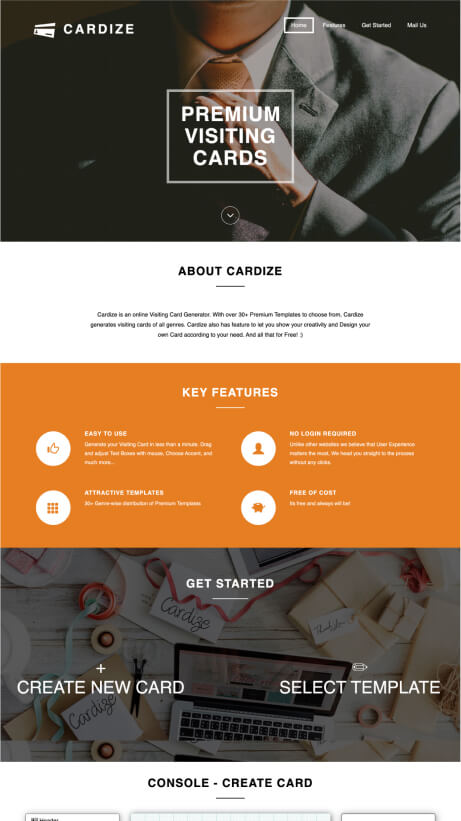 CARDIZE
Home Features Get Started Mail Us
PREMIUM
VISITING
CARDS
ABOUT CARDIZE
Cardize is an online Visiting Card Generator. With over 30+ Premium Templates to choose from. Cardize
generates visiting cards of all genres. Cardize also has feature to let you show your creativity and Design your
own Card according to your need. And all that for Free! :)
KEY FEATURES
EASY TO USE
Generate your Visiting Card in less than a minute. Drag
and adjust Text Boxes with mouse, Choose Accent, and
much more...
NO LOGIN REQUIRED
Unlike other websites we believe that User Experience
matters the most. We head you straight to the process
without any clicks.
ATTRACTIVE TEMPLATES
30+ Genre-wise distribution of Premium Templates
FREE OF COST
Its free and always will be!
GET STARTED
Cardize
Thank you
CREATE NEW CARD
SELECT TEMPLATE
Cardize
CONSOLE - CREATE CARD
Header